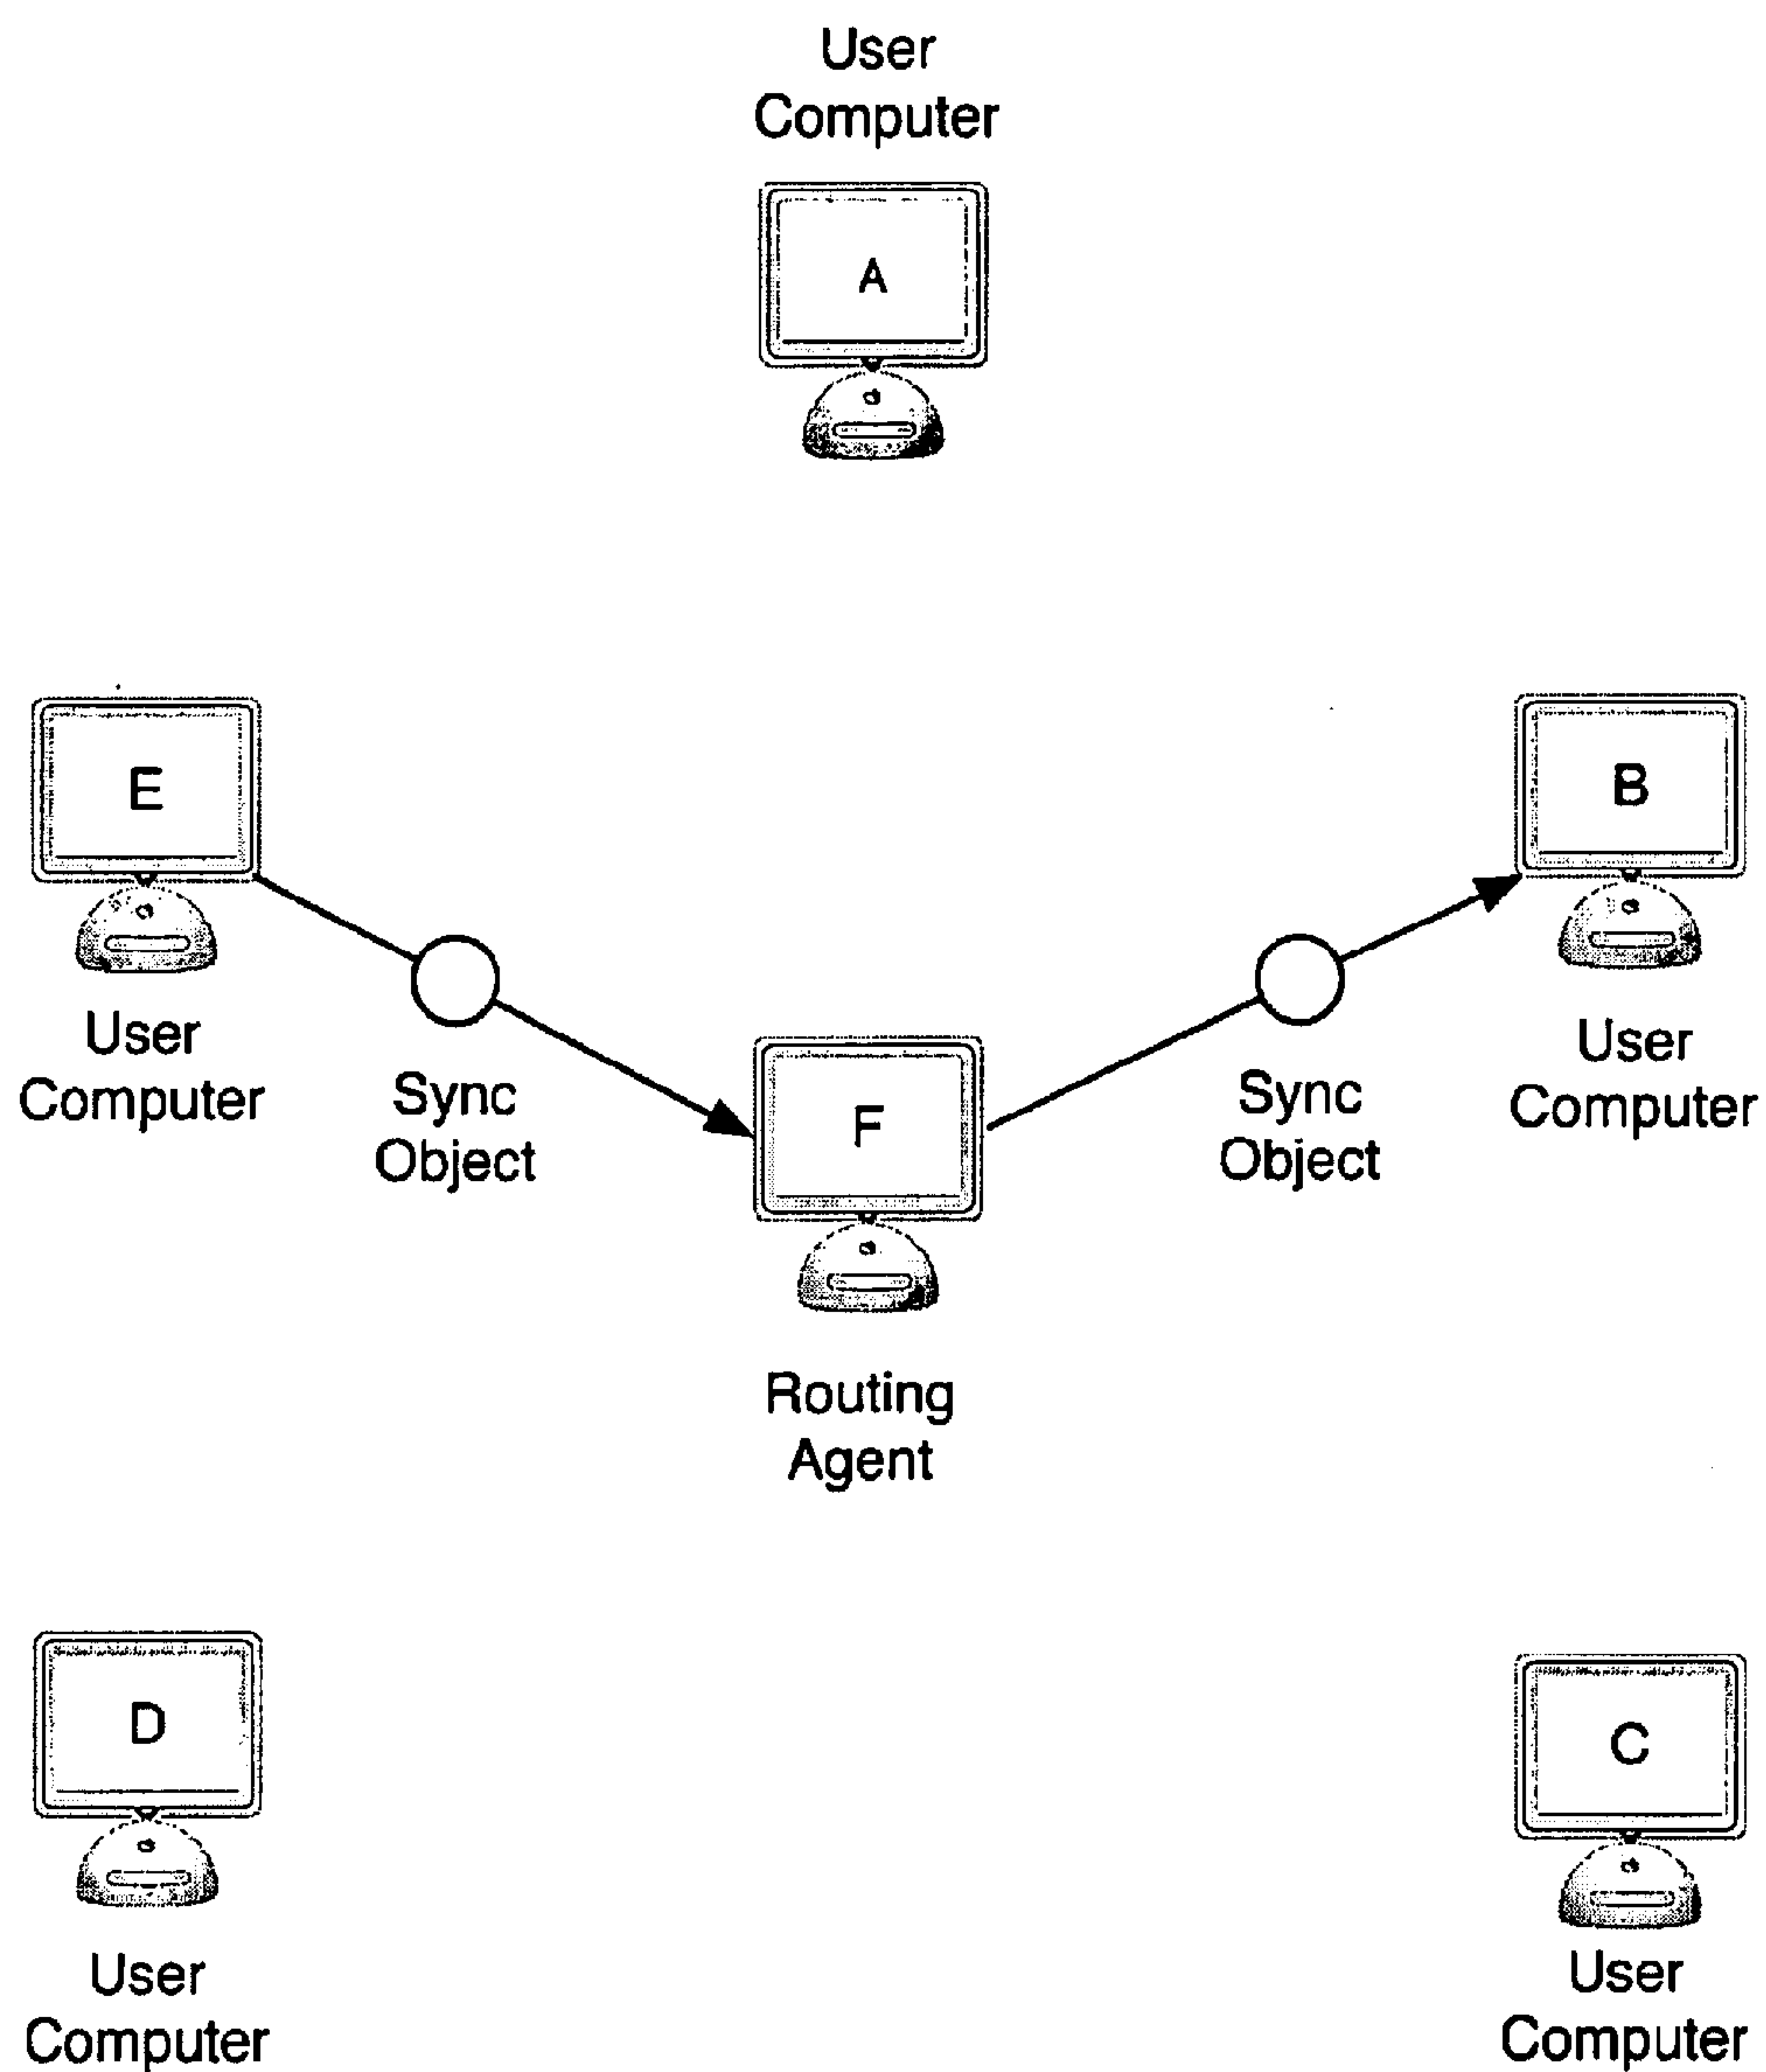 User
Computer
A
E
B
User
Computer
Sync
Object
F
Sync
Object
User
Computer
Routing
Agent
D
C
User
Computer
User
Computer